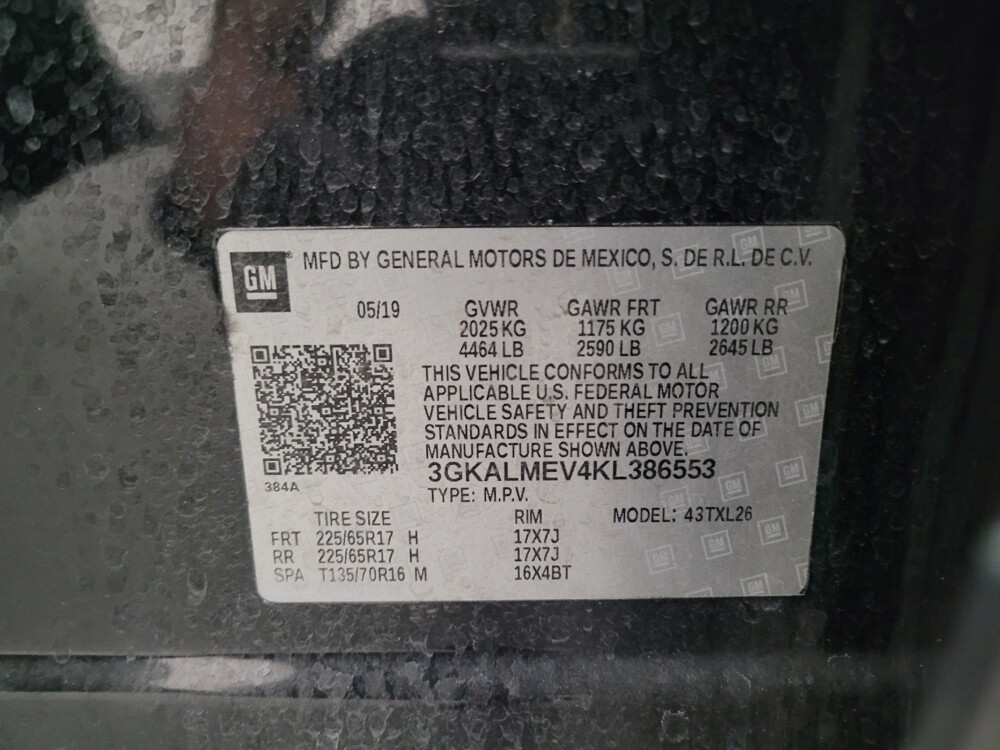 GM® MFD BY GENERAL MOTORS DE MEXICO, S. DE R.L. DE C.V.
05/19 GVWR GAWR FRT GAWR RR
2025 KG 1175 KG 1200 KG
4464 LB 2590 LB 2645 LB
THIS VEHICLE CONFORMS TO ALL
APPLICABLE U.S. FEDERAL MOTOR
VEHICLE SAFETY AND THEFT PREVENTION
STANDARDS IN EFFECT ON THE DATE OF
MANUFACTURE SHOWN ABOVE.
3GKALMEV4KL386553
384A
TYPE: M.P.V.
TIRE SIZE RIM MODEL: 43TXL26
FRT 225/65R17 H 17X7J
RR 225/65R17 H 17X7J
SPA T135/70R16 M 16X4BT